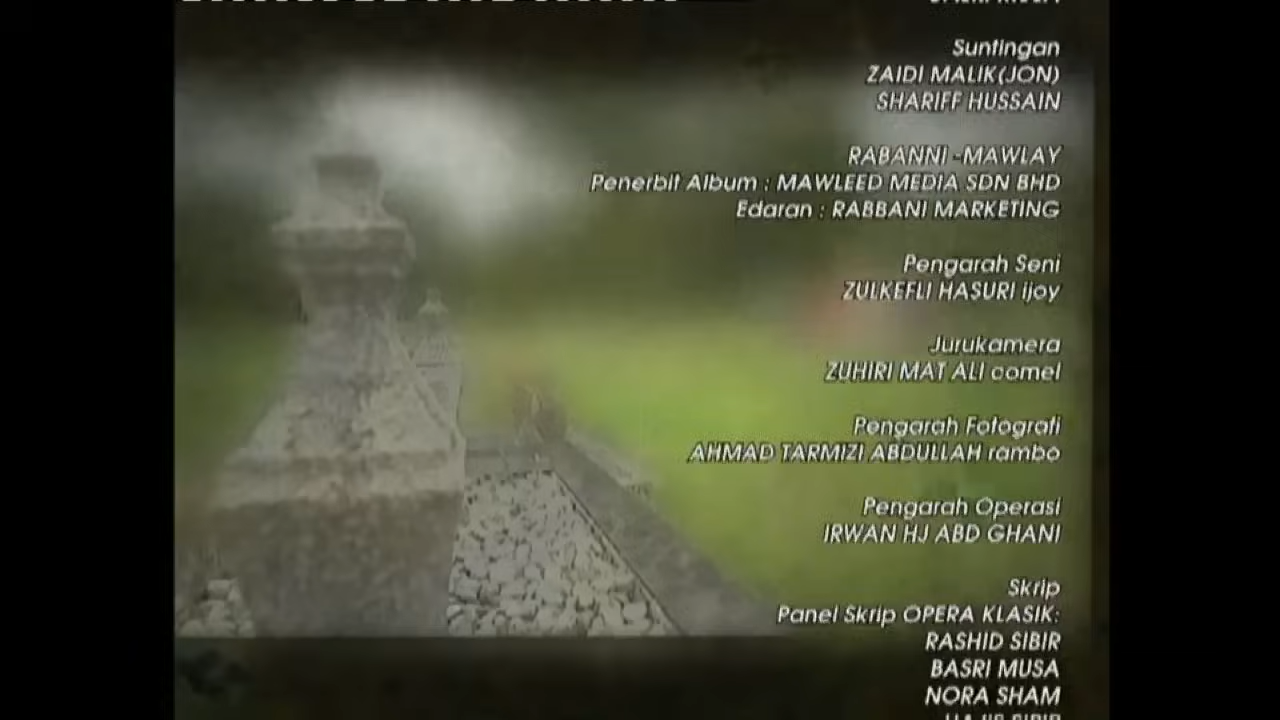 Suntingan
ZAIDI MALIK(JON)
SHARIFF HUSSAIN
RABANNI -MAWLAY
Penerbit Album : MAWLEED MEDIA SDN BHD
Edaran : RABBANI MARKETING
Pengarah Seni
ZULKEFLI HASURI ijoy
Jurukamera
ZUHIRI MAT ALI comel
Pengarah Fotografi
AHMAD TARMIZI ABDULLAH rambo
Pengarah Operasi
IRWAN HJ ABD GHANI
Skrip
Panel Skrip OPERA KLASIK:
RASHID SIBIR
BASRI MUSA
NORA SHAM